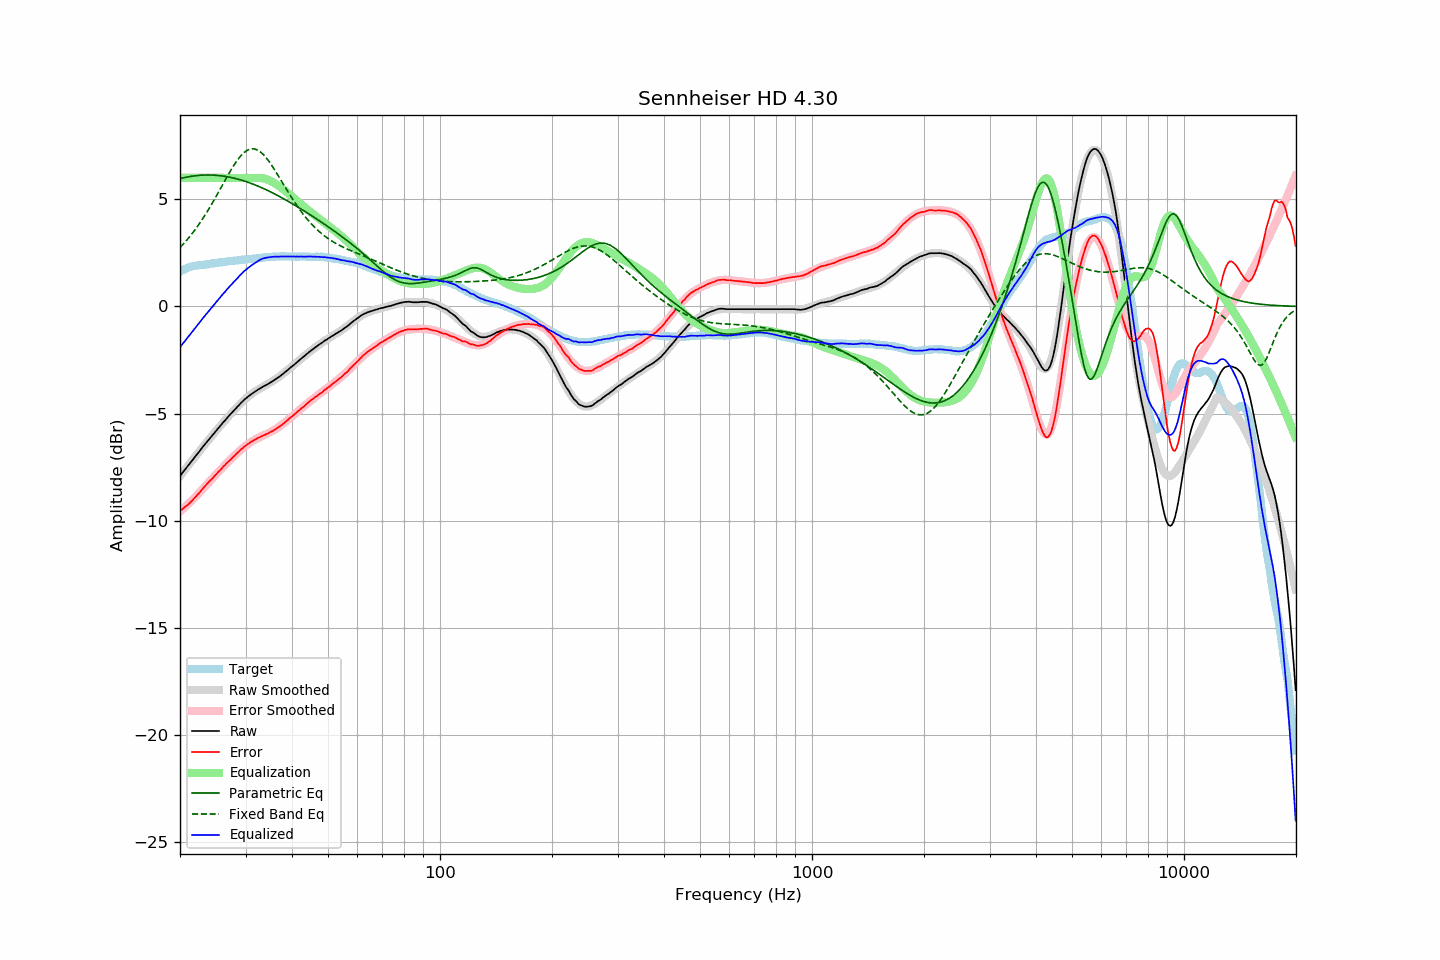 Sennheiser HD 4.30
Amplitude (dBr)
5
0
−5
−10
−15
−20
−25
Target
Raw Smoothed
Error Smoothed
Raw
Error
Equalization
Parametric Eq
Fixed Band Eq
Equalized
100
1000
10000
Frequency (Hz)